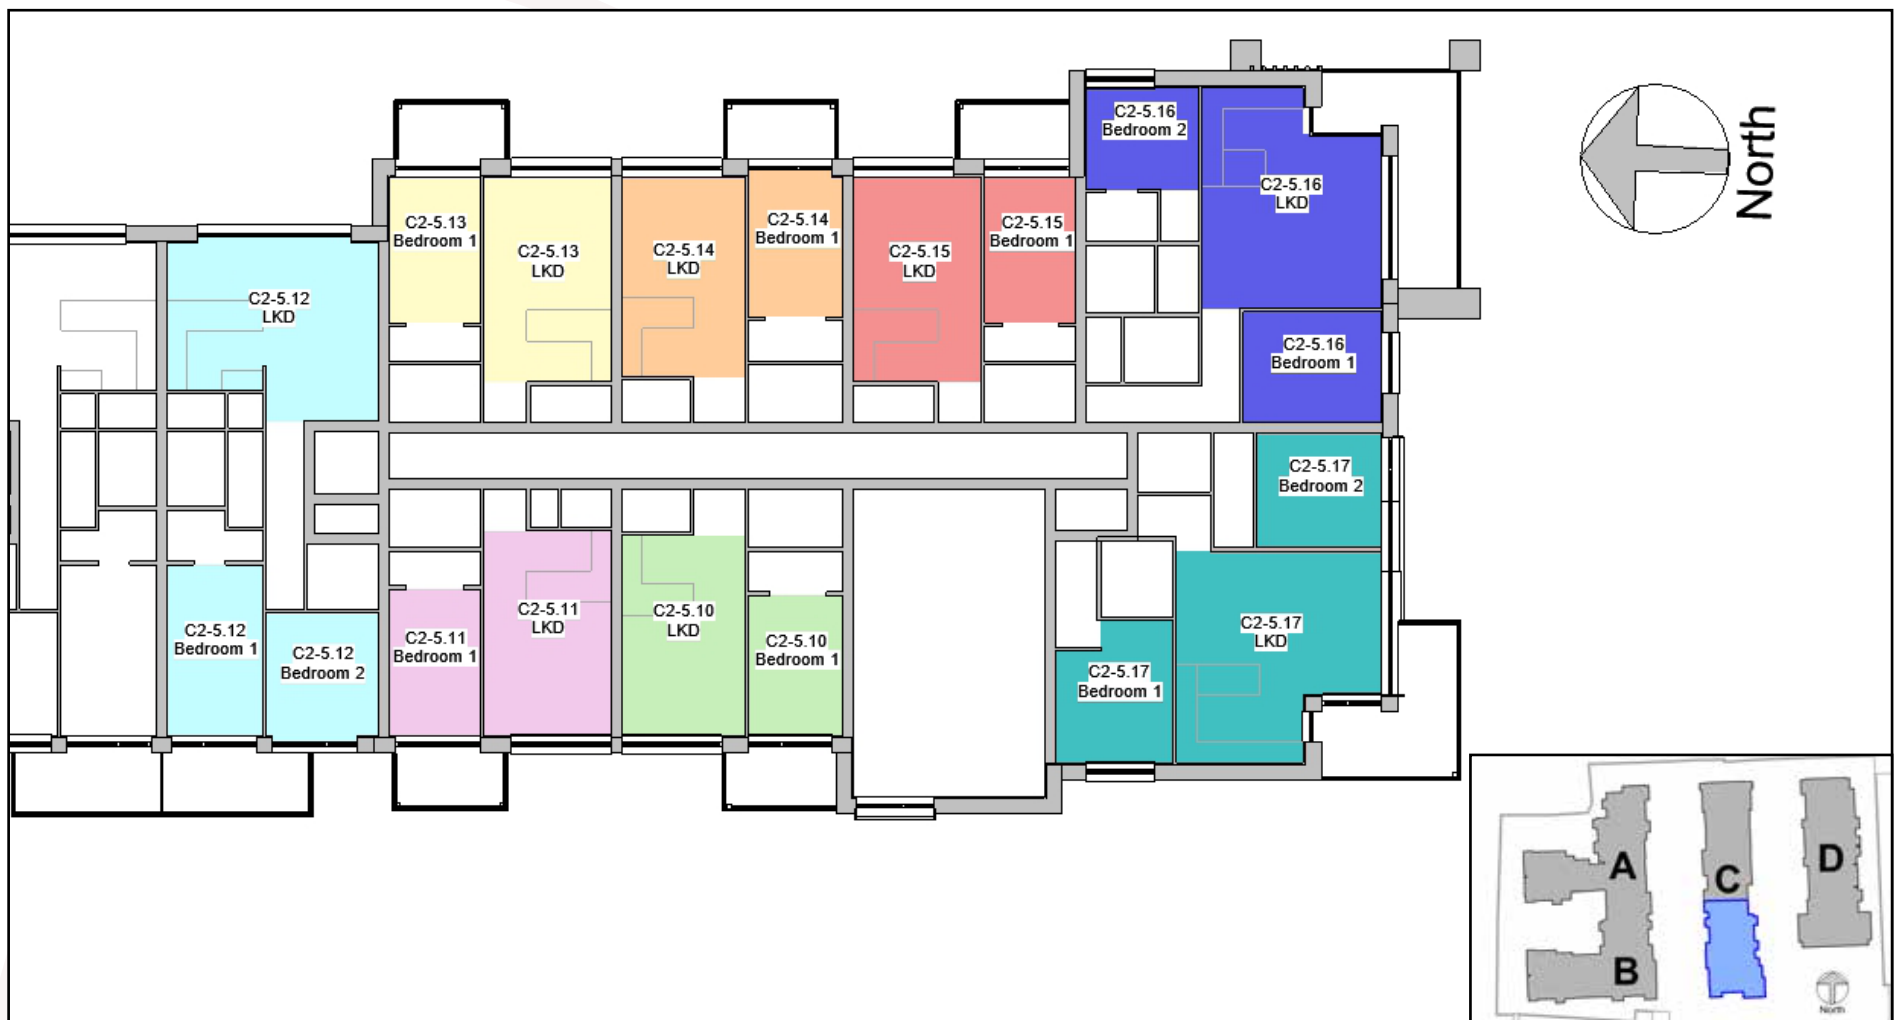 C2-5.16
Bedroom 2
C2-5.16
LKD
North
C2-5.13
Bedroom 1
C2-5.13
LKD
C2-5.14
LKD
C2-5.14
Bedroom 1
C2-5.15
LKD
C2-5.15
Bedroom 1
C2-5.12
LKD
C2-5.16
Bedroom 1
C2-5.17
Bedroom 2
C2-5.12
Bedroom 1
C2-5.12
Bedroom 2
C2-5.11
Bedroom 1
C2-5.11
LKD
C2-5.10
LKD
C2-5.10
Bedroom 1
C2-5.17
Bedroom 1
C2-5.17
LKD
A
C
D
B
North